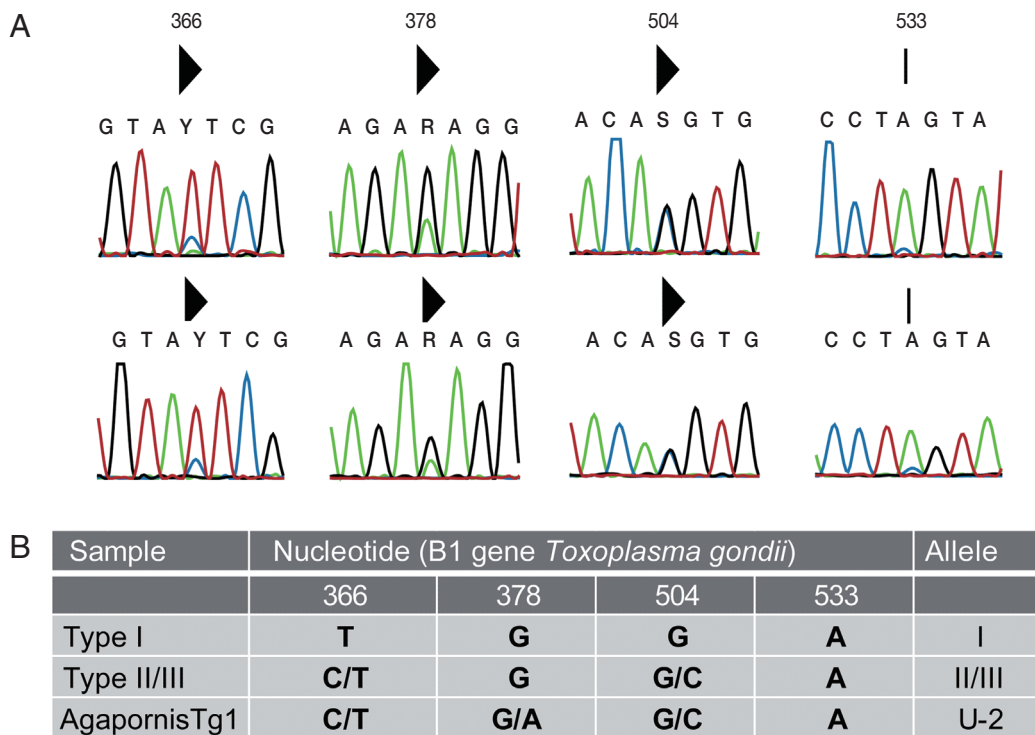 A
366 378 504 533
G T A Y T C G A G A R A G G A C A S G T G C C T A G T A
G T A Y T C G A G A R A G G A C A S G T G C C T A G T A
B
Sample Nucleotide (B1 gene Toxoplasma gondii) Allele
366 378 504 533
Type I T G G A I
Type II/III C/T G G/C A II/III
AgapornisTg1 C/T G/A G/C A U-2